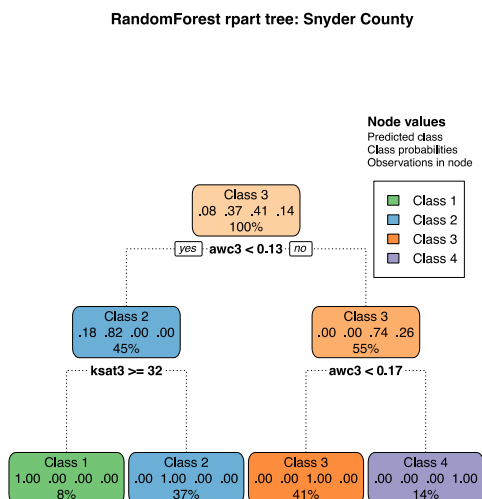 RandomForest rpart tree: Snyder County
Node values
Predicted class
Class probabilities
Observations in node
Class 1
Class 2
Class 3
Class 4
Class 3
.08 .37 .41 .14
100%
yes awc3 < 0.13 no
Class 2
.18 .82 .00 .00
45%
ksat3 >= 32
Class 3
.00 .00 .74 .26
55%
awc3 < 0.17
Class 1
1.00 .00 .00 .00
8%
Class 2
.00 1.00 .00 .00
37%
Class 3
.00 .00 1.00 .00
41%
Class 4
.00 .00 .00 1.00
14%